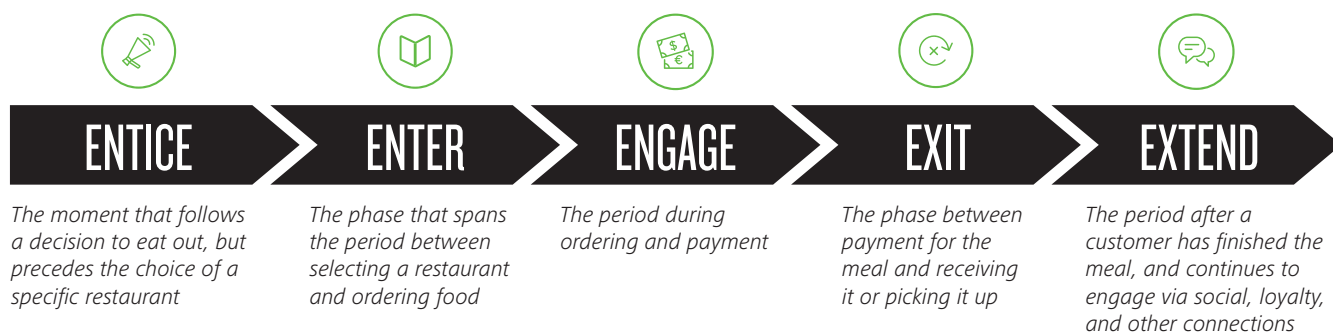 $
€
ENTICE
ENTER
ENGAGE
EXIT
EXTEND
The moment that follows
a decision to eat out, but
precedes the choice of a
specific restaurant
The phase that spans
the period between
selecting a restaurant
and ordering food
The period during
ordering and payment
The phase between
payment for the
meal and receiving
it or picking it up
The period after a
customer has finished the
meal, and continues to
engage via social, loyalty,
and other connections